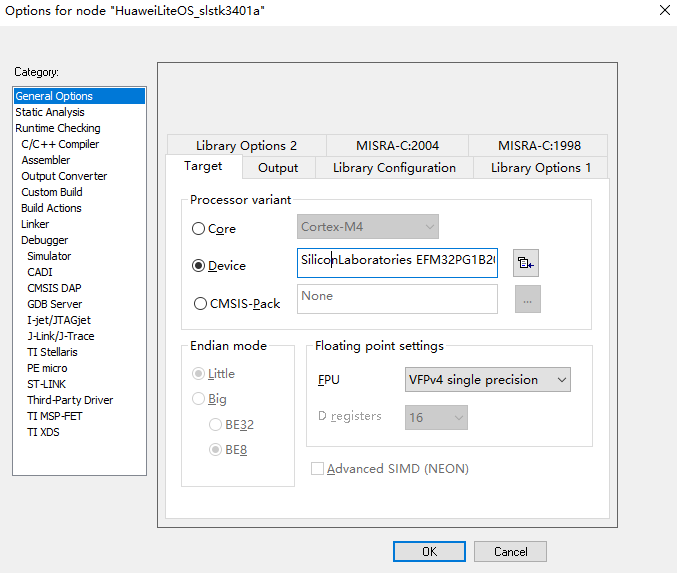 Options for node "HuaweiLiteOS_slstk3401a"
Category:
General Options
Static Analysis
Runtime Checking
C/C++ Compiler
Assembler
Output Converter
Custom Build
Build Actions
Linker
Debugger
Simulator
CADI
CMSIS DAP
GDB Server
I-jet/JTAGjet
J-Link/J-Trace
TI Stellaris
PE micro
ST-LINK
Third-Party Driver
TI MSP-FET
TI XDS
Library Options 2
MISRA-C:2004
MISRA-C:1998
Target
Output
Library Configuration
Library Options 1
Processor variant
Core
Cortex-M4
Device
SiliconLaboratories EFM32PG1B2
CMSIS-Pack
None
...
Endian mode
Little
Big
BE32
BE8
Floating point settings
FPU
VFPv4 single precision
D registers
16
Advanced SIMD (NEON)
OK
Cancel